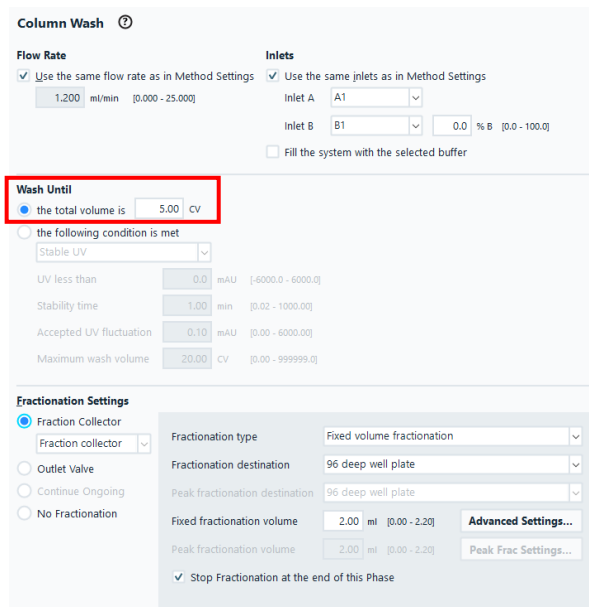 Column Wash ?
Flow Rate
Use the same flow rate as in Method Settings
1.200 ml/min [0.000 - 25.000]
Inlets
Use the same inlets as in Method Settings
Inlet A A1
Inlet B B1 0.0 % B [0.0 - 100.0]
Fill the system with the selected buffer
Wash Until
the total volume is 5.00 CV
the following condition is met
Stable UV
UV less than 0.0 mAU [-6000.0 - 6000.0]
Stability time 1.00 min [0.02 - 1000.00]
Accepted UV fluctuation 0.10 mAU [0.00 - 6000.00]
Maximum wash volume 20.00 CV [0.00 - 999999.0]
Fractionation Settings
Fraction Collector
Fraction collector
Outlet Valve
Continue Ongoing
No Fractionation
Fractionation type Fixed volume fractionation
Fractionation destination 96 deep well plate
Peak fractionation destination 96 deep well plate
Fixed fractionation volume 2.00 ml [0.00 - 2.20] Advanced Settings...
Peak fractionation volume 2.00 ml [0.00 - 2.20] Peak Frac Settings...
Stop Fractionation at the end of this Phase